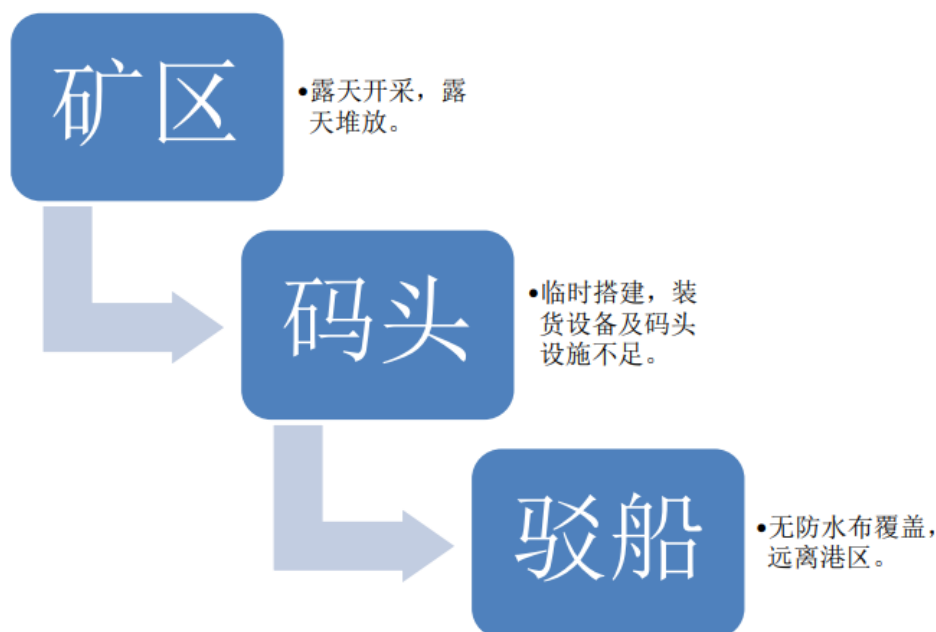 矿区
•露天开采，露
天堆放。
码头
•临时搭建，装
货设备及码头
设施不足。
驳船
•无防水布覆盖，
远离港区。